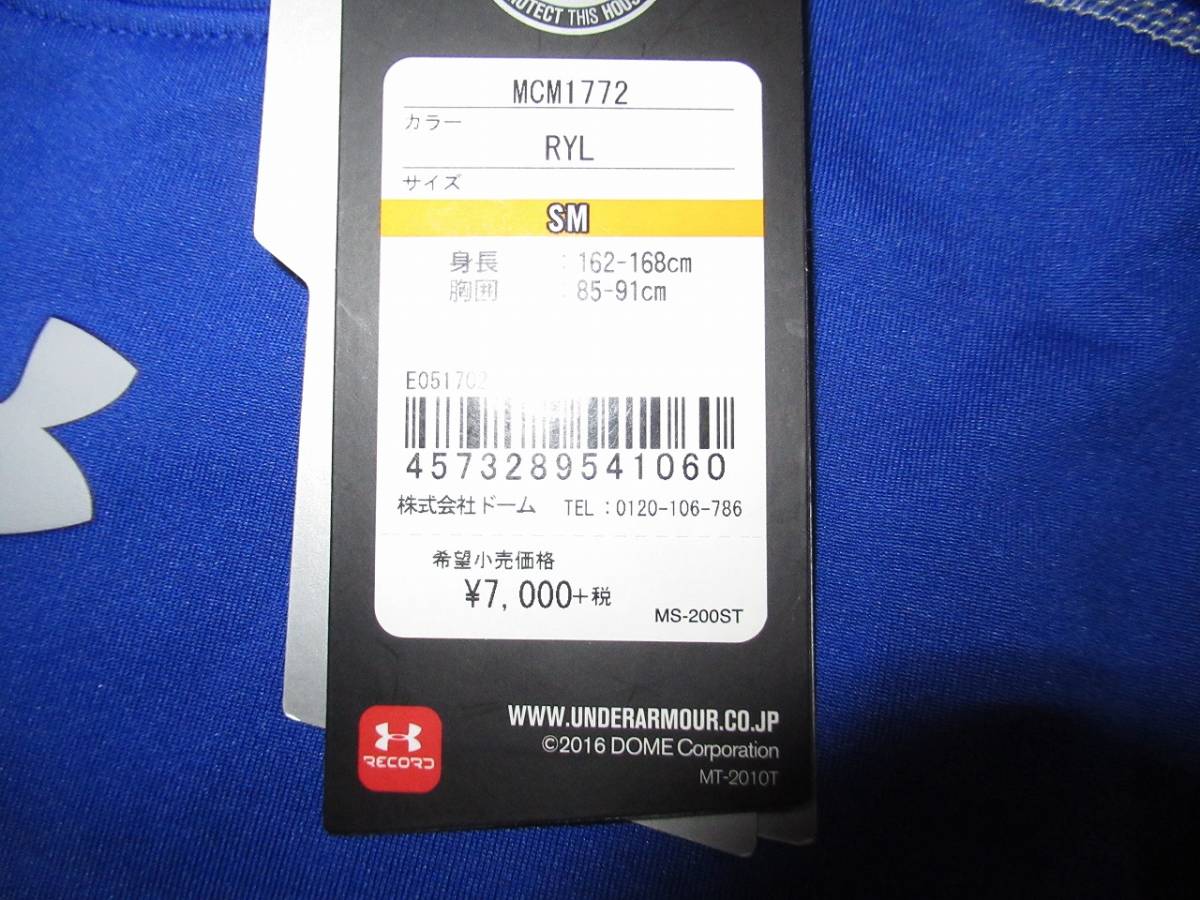 PROTECT THIS HOUSE
MCM1772
カラー
RYL
サイズ
SM
身長 : 162-168cm
胸囲 : 85-91cm
E051702
4573289541060
株式会社ドーム TEL : 0120-106-786
希望小売価格
¥7,000+税
MS-200ST
WWW.UNDERARMOUR.CO.JP
©2016 DOME Corporation
MT-2010T
RECORD